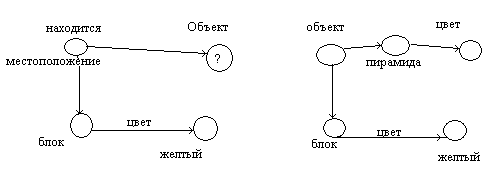 находится
Объект
?
местоположение
блок
цвет
желтый
объект
цвет
пирамида
блок
цвет
желтый